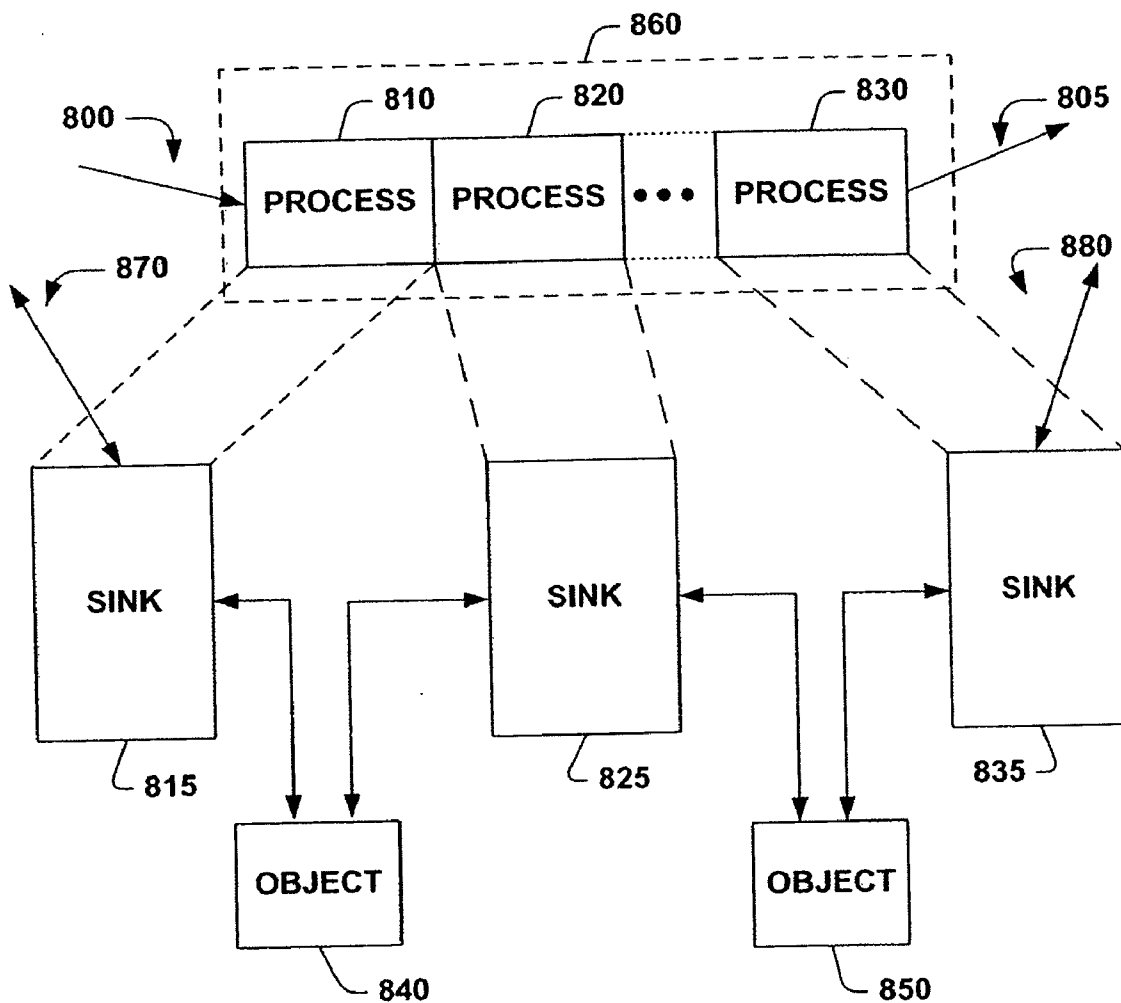 860
810
820
830
805
800
PROCESS
PROCESS
PROCESS
870
880
SINK
SINK
SINK
815
825
835
OBJECT
OBJECT
840
850